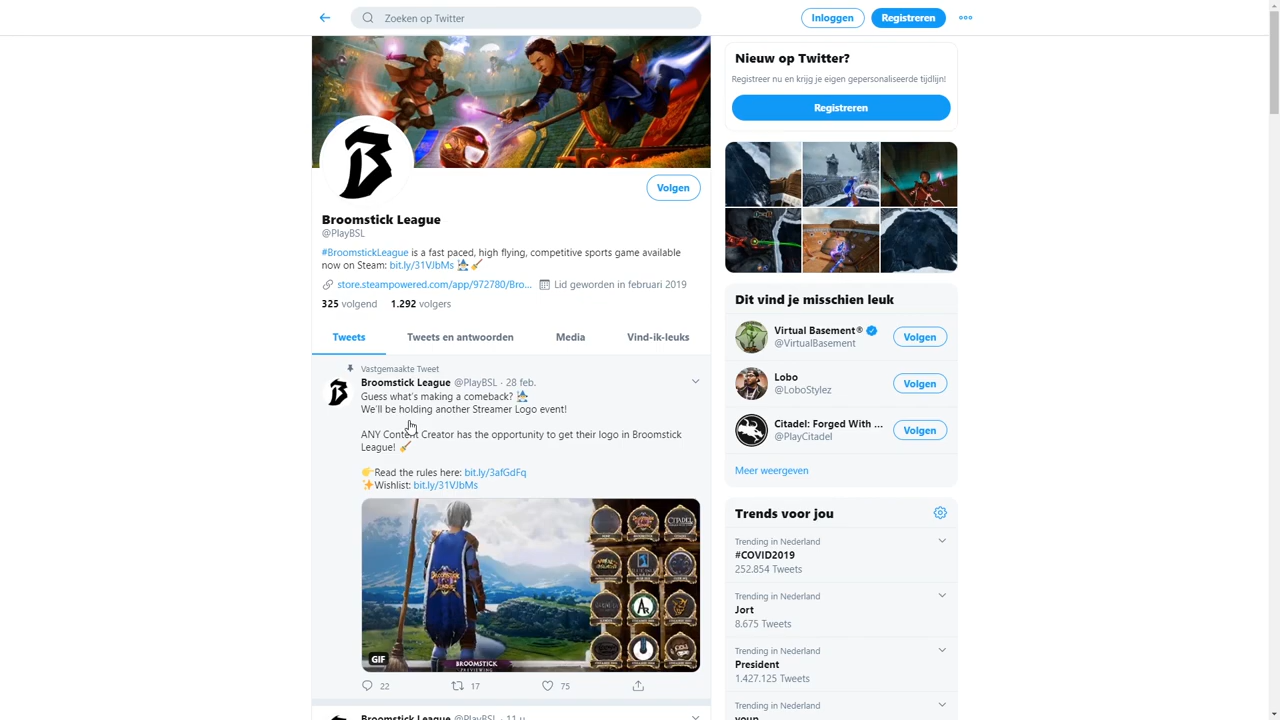 Zoeken op Twitter
Inloggen
Registreren
Broomstick League
@PlayBSL
Volgen
#BroomstickLeague is a fast paced, high flying, competitive sports game available
now on Steam: bit.ly/31VJbMs
store.steampowered.com/app/972780/Bro... Lid geworden in februari 2019
325 volgend 1.292 volgers
Tweets Tweets en antwoorden Media Vind-ik-leuks
Vastgemaakte Tweet
Broomstick League @PlayBSL · 28 feb.
Guess what's making a comeback?
We'll be holding another Streamer Logo event!
ANY Content Creator has the opportunity to get their logo in Broomstick
League!
Read the rules here: bit.ly/3afGdFq
Wishlist: bit.ly/31VJbMs
BROOMSTICK LEAGUE
CITADEL
GIF
BROOMSTICK
PREVIEWING
22 17 75
Broomstick League @PlayBSL · 11 u
Nieuw op Twitter?
Registreer nu en krijg je eigen gepersonaliseerde tijdlijn!
Registreren
Dit vind je misschien leuk
Virtual Basement®
@VirtualBasement
Volgen
Lobo
@LoboStylez
Volgen
Citadel: Forged With ...
@PlayCitadel
Volgen
Meer weergeven
Trends voor jou
Trending in Nederland
#COVID2019
252.854 Tweets
Trending in Nederland
Jort
8.675 Tweets
Trending in Nederland
President
1.427.125 Tweets
Trending in Nederland
youp